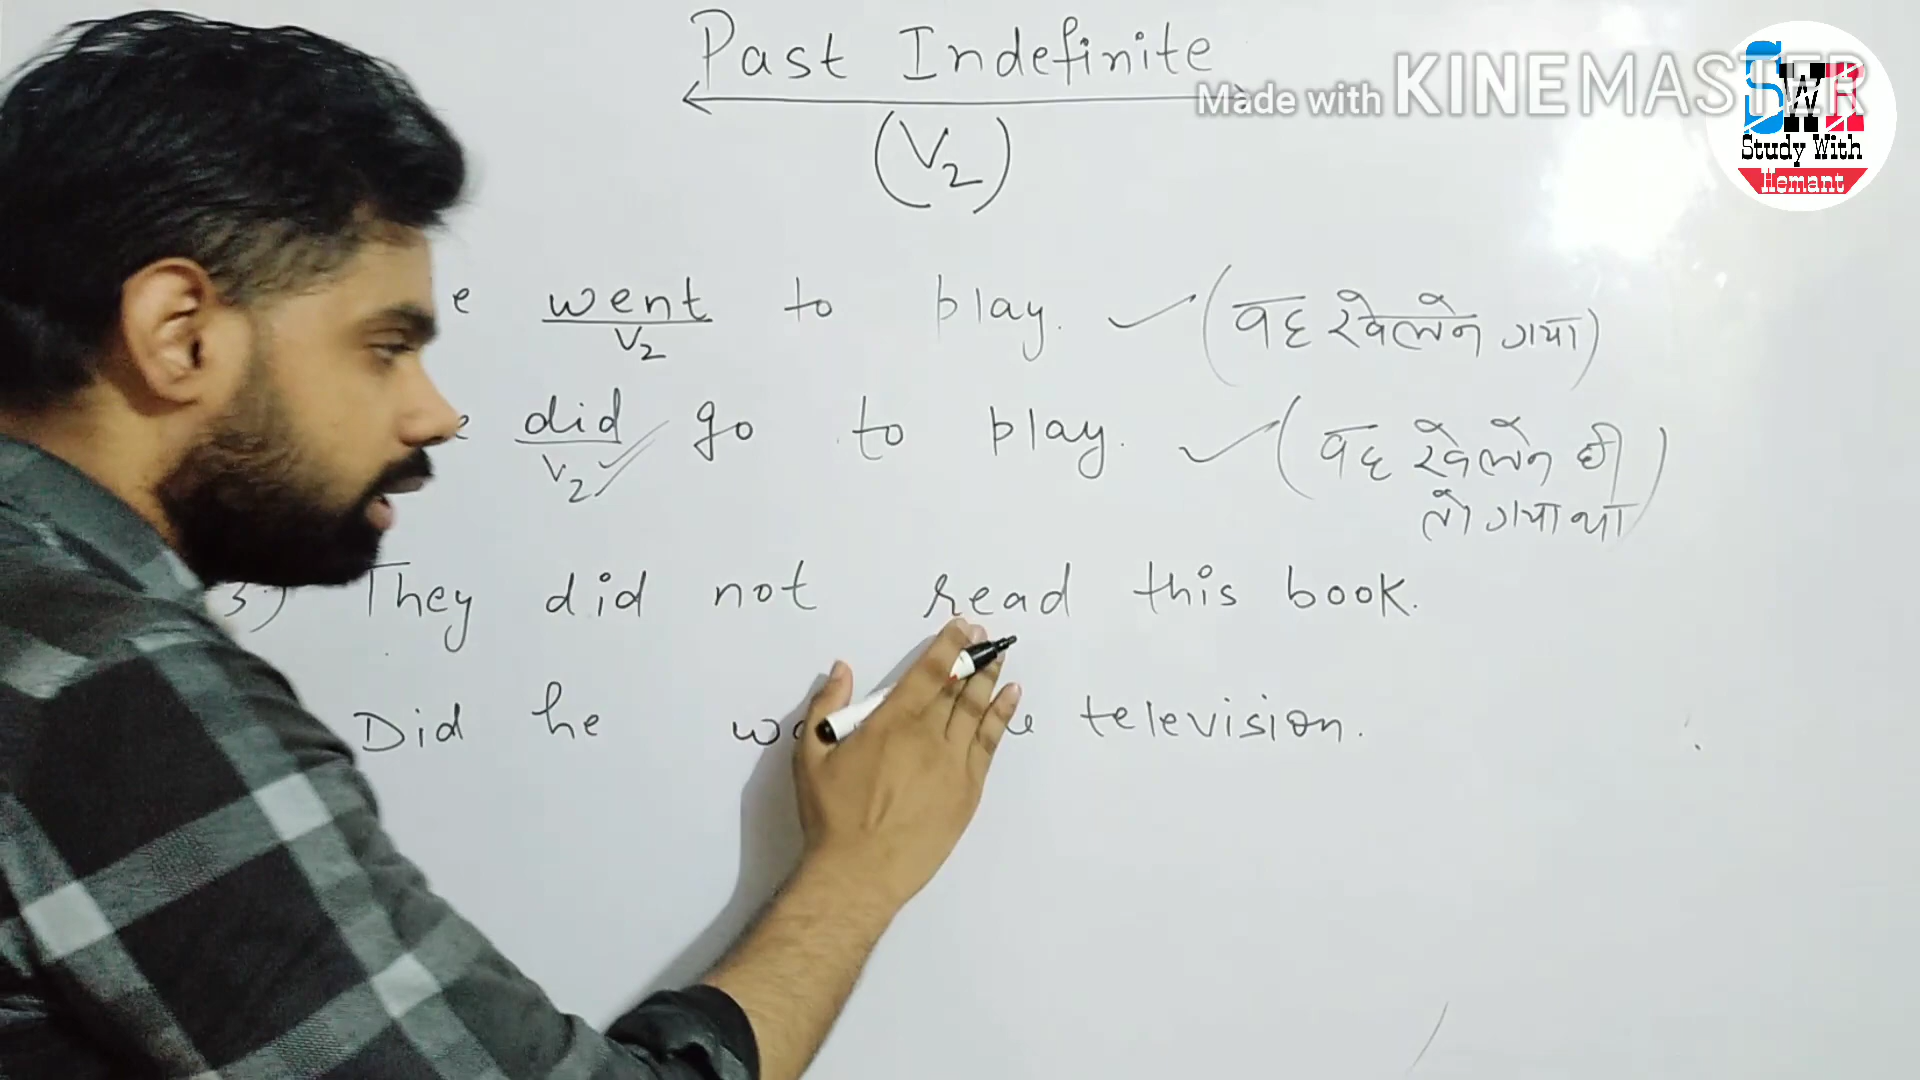 Past Indefinite
Made with KINEMASTER
SWH
Study With
Hemant
(V2)
e went to play. (वह खेलने गया)
V2
e did go to play. (वह खेलने ही
V2
तो गया था)
3) They did not read this book.
Did he television.